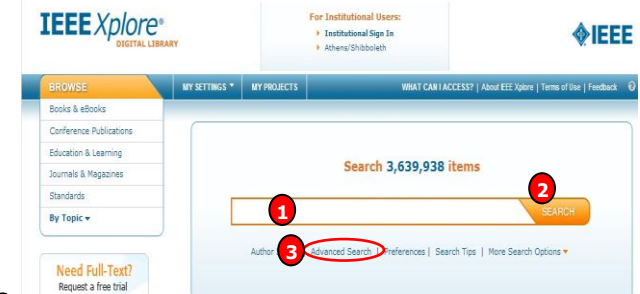 IEEE Xplore®
DIGITAL LIBRARY
For Institutional Users:
Institutional Sign In
Athens/Shibboleth
IEEE
BROWSE
MY SETTINGS
MY PROJECTS
WHAT CAN I ACCESS? | About IEEE Xplore | Terms of Use | Feedback
Books & eBooks
Conference Publications
Education & Learning
Journals & Magazines
Standards
By Topic
Search 3,639,938 items
2
1
SEARCH
Author
3
Advanced Search | Preferences | Search Tips | More Search Options
Need Full-Text?
Request a free trial